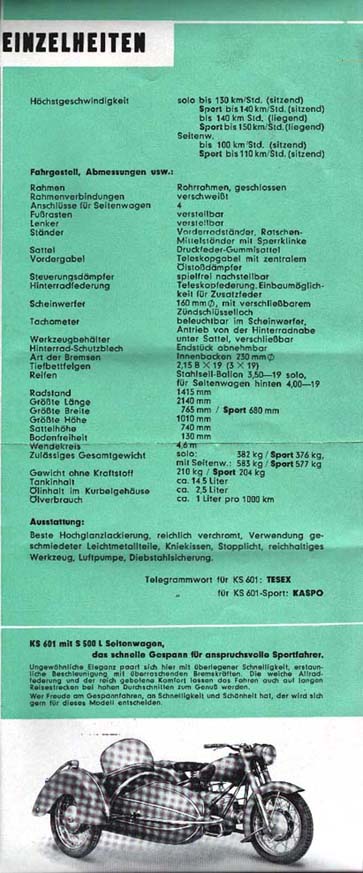 EINZELHEITEN
Höchstgeschwindigkeit solo bis 130 km/Std. (sitzend)
Sport bis 140 km/Std. (sitzend)
bis 140 km/Std. (liegend)
Sport bis 150 km/Std. (liegend)
Seitenw.
bis 100 km/Std. (sitzend)
Sport bis 110 km/Std. (sitzend)
Fahrgestell, Abmessungen usw.:
Rahmen Rohrrahmen, geschlossen
Rahmenverbindungen verschweißt
Anschlüsse für Seitenwagen 4
Fußrasten verstellbar
Lenker verstellbar
Ständer Vorderradständer, Ratschen-
Mittelständer mit Sperrklinke
Sattel Druckfeder-Gummisattel
Vordergabel Teleskopgabel mit zentralem
Ölstoßdämpfer
Steuerungsdämpfer spielfrei nachstellbar
Hinterradfederung Teleskopfederung, Einbaumöglich-
keit für Zusatzfeder
Scheinwerfer 160 mm ∅, mit verschließbarem
Zündschlüsselloch
Tachometer beleuchtbar im Scheinwerfer,
Antrieb von der Hinterradnabe
Werkzeugbehälter unter Sattel, verschließbar
Hinterrad-Schutzblech Endstück abnehmbar
Art der Bremsen Innenbacken 230 mm ∅
Tiefbettfelgen 2,15 B × 19 (3 × 19)
Reifen Stahlseil-Ballon 3,50—19 solo,
für Seitenwagen hinten 4,00—19
Radstand 1415 mm
Größte Länge 2140 mm
Größte Breite 765 mm / Sport 680 mm
Größte Höhe 1010 mm
Sattelhöhe 740 mm
Bodenfreiheit 130 mm
Wendekreis 4,6 m
Zulässiges Gesamtgewicht solo: 382 kg / Sport 376 kg,
mit Seitenw.: 583 kg / Sport 577 kg
Gewicht ohne Kraftstoff 210 kg / Sport 204 kg
Tankinhalt ca. 14,5 Liter
Ölinhalt im Kurbelgehäuse ca. 2,5 Liter
Ölverbrauch ca. 1 Liter pro 1000 km
Ausstattung:
Beste Hochglanzlackierung, reichlich verchromt, Verwendung ge-
schmiedeter Leichtmetallteile, Kniekissen, Stopplicht, reichhaltiges
Werkzeug, Luftpumpe, Diebstahlsicherung.
Telegrammwort für KS 601: TESEX
„ für KS 601-Sport: KASPO
KS 601 mit S 500 L Seitenwagen,
das schnelle Gespann für anspruchsvolle Sportfahrer.
Ungewöhnliche Eleganz paart sich hier mit überlegener Schnelligkeit, erstaun-
liche Beschleunigung mit überraschenden Bremskräften. Die weiche Allrad-
federung und der reich gebotene Komfort lassen das Fahren auch auf langen
Reisestrecken bei hohen Durchschnitten zum Genuß werden.
Wer Freude am Gespannfahren, an Schnelligkeit und Schönheit hat, der wird sich
gern für dieses Modell entscheiden.